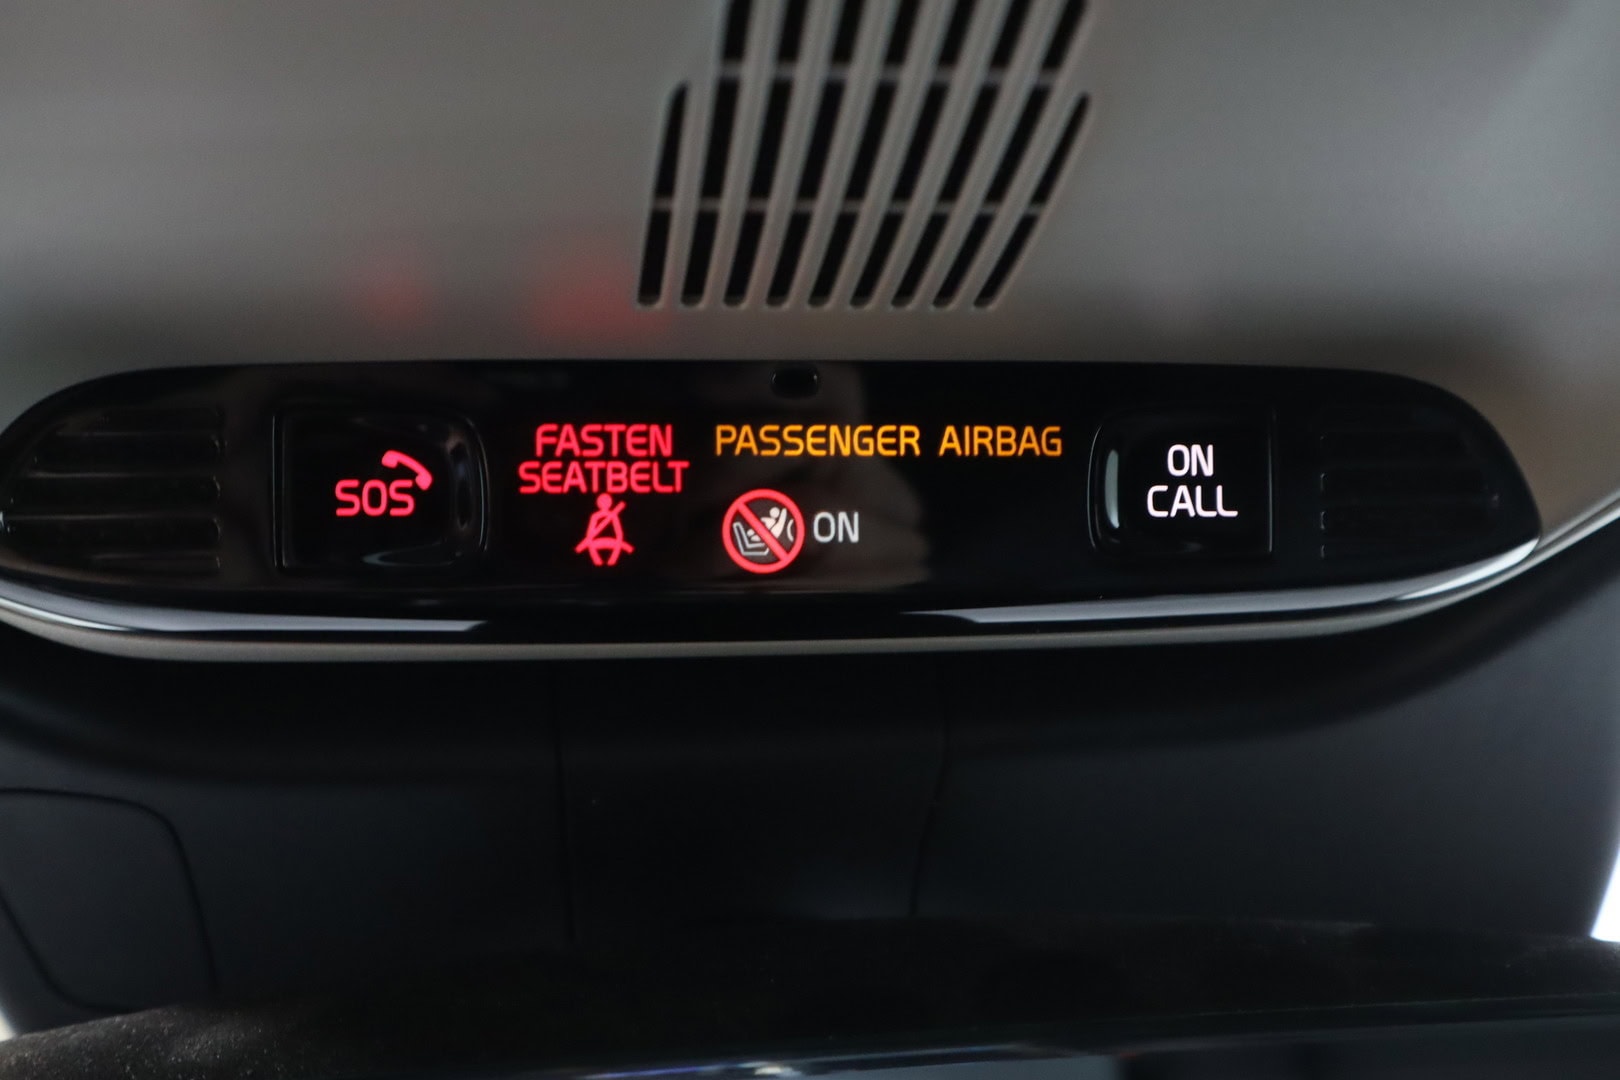 SOS
FASTEN
SEATBELT
PASSENGER AIRBAG
ON
ON
CALL